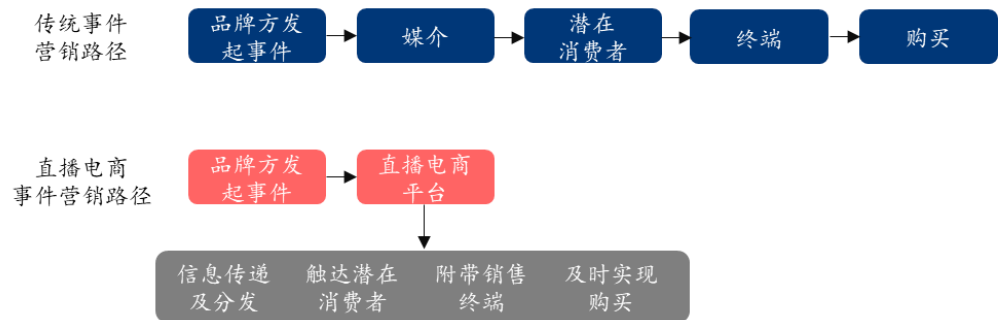 传统事件
营销路径
品牌方发
起事件
媒介
潜在
消费者
终端
购买
直播电商
事件营销路径
品牌方发
起事件
直播电商
平台
信息传递
及分发
触达潜在
消费者
附带销售
终端
及时实现
购买